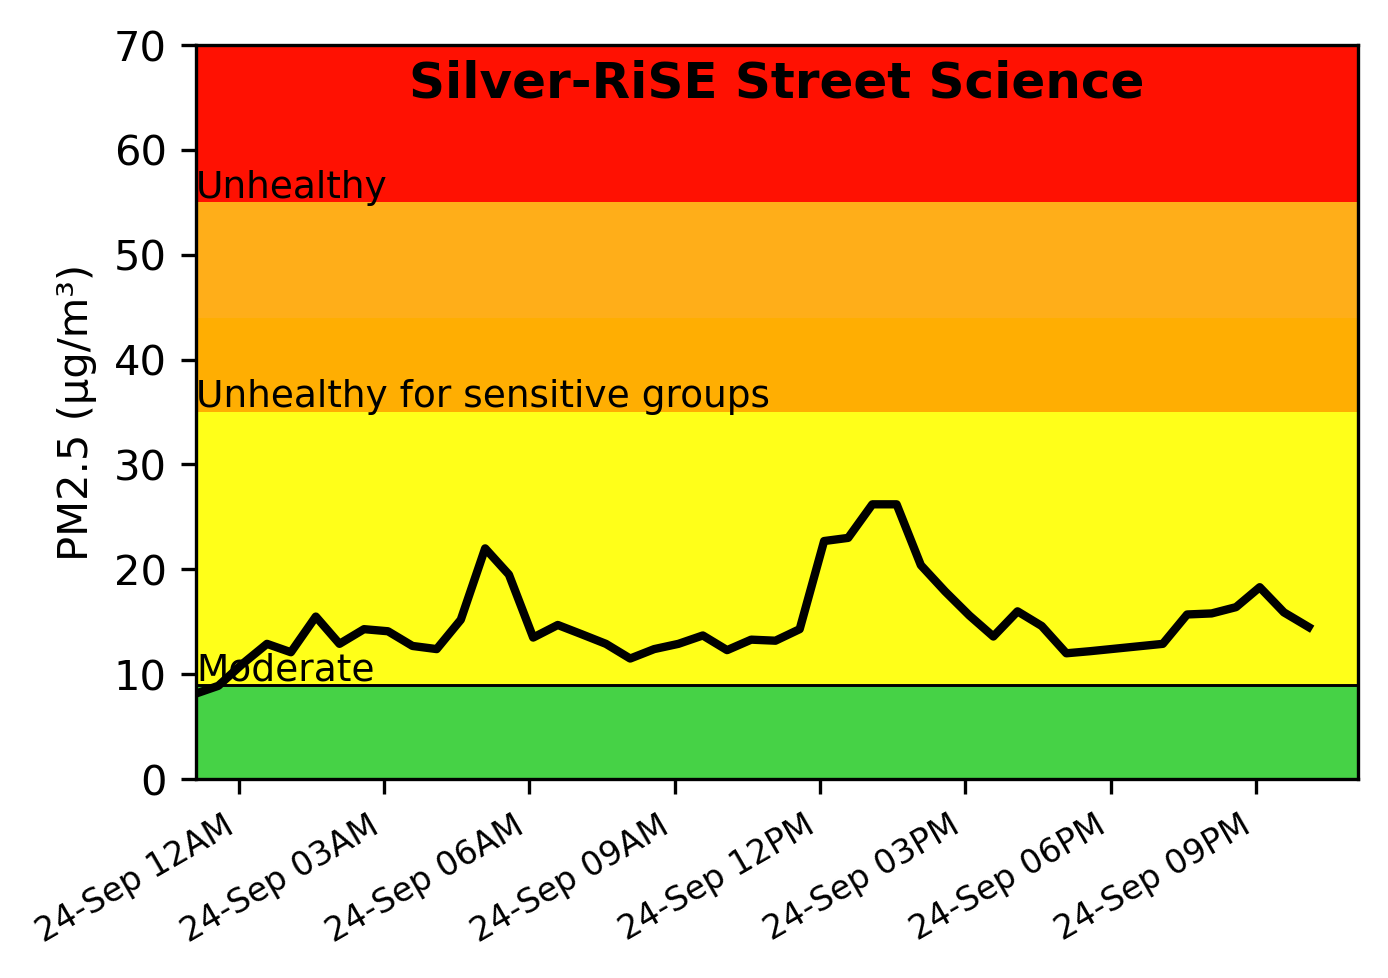 Silver-RiSE Street Science
70
60
Unhealthy
50
40
Unhealthy for sensitive groups
30
20
Moderate
10
0
PM2.5 (μg/m³)
24-Sep 12AM
24-Sep 03AM
24-Sep 06AM
24-Sep 09AM
24-Sep 12PM
24-Sep 03PM
24-Sep 06PM
24-Sep 09PM